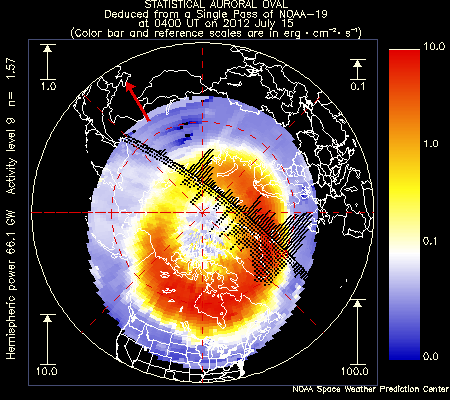 STATISTICAL AURORAL OVAL
Deduced from a Single Pass of NOAA-19
at 0400 UT on 2012 July 15
(Color bar and reference scales are in erg · cm⁻² · s⁻¹)
Hemispheric power 66.1 GW Activity level 9 n= 1.57
1.0
0.1
10.0
100.0
10.0
1.0
0.1
0.0
NOAA Space Weather Prediction Center